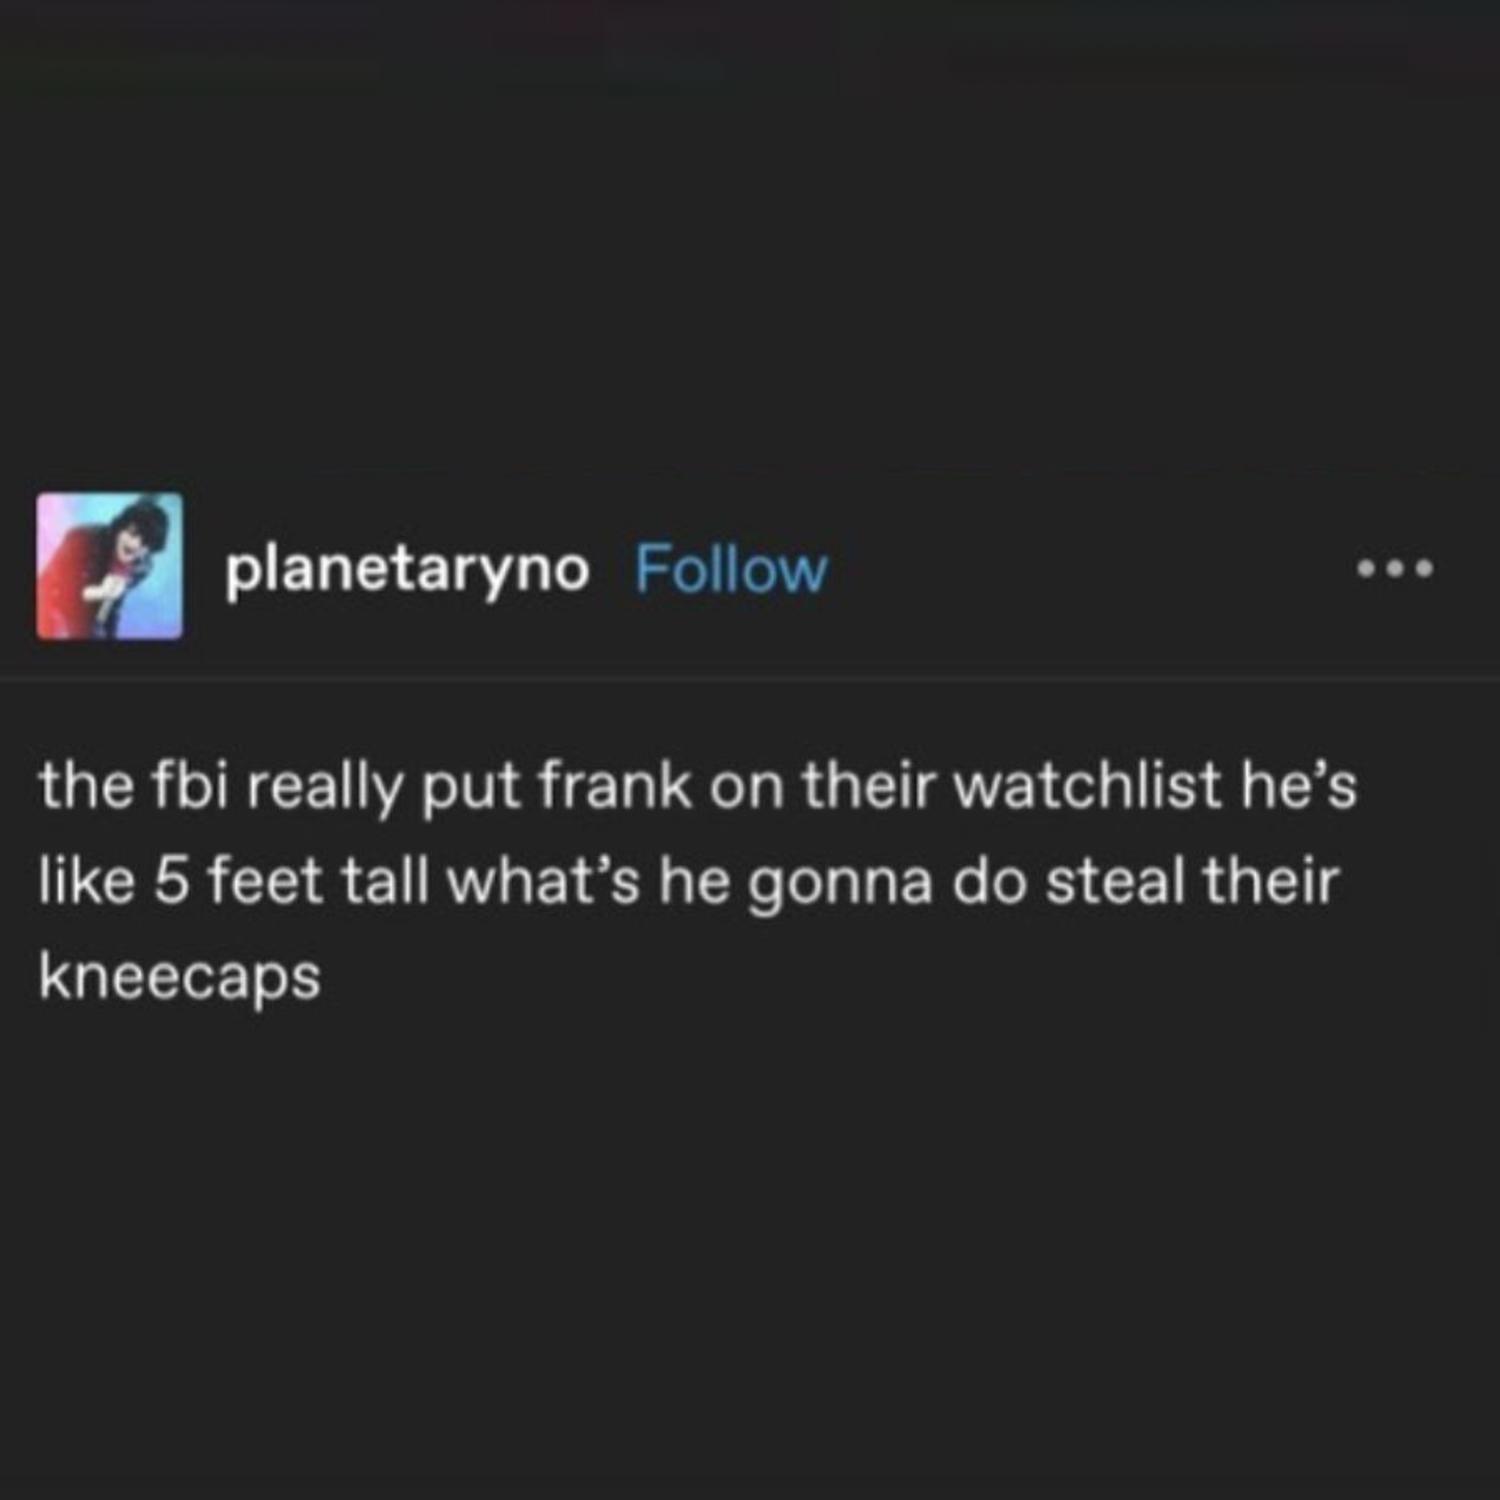 planetaryno Follow
the fbi really put frank on their watchlist he’s
like 5 feet tall what’s he gonna do steal their
kneecaps